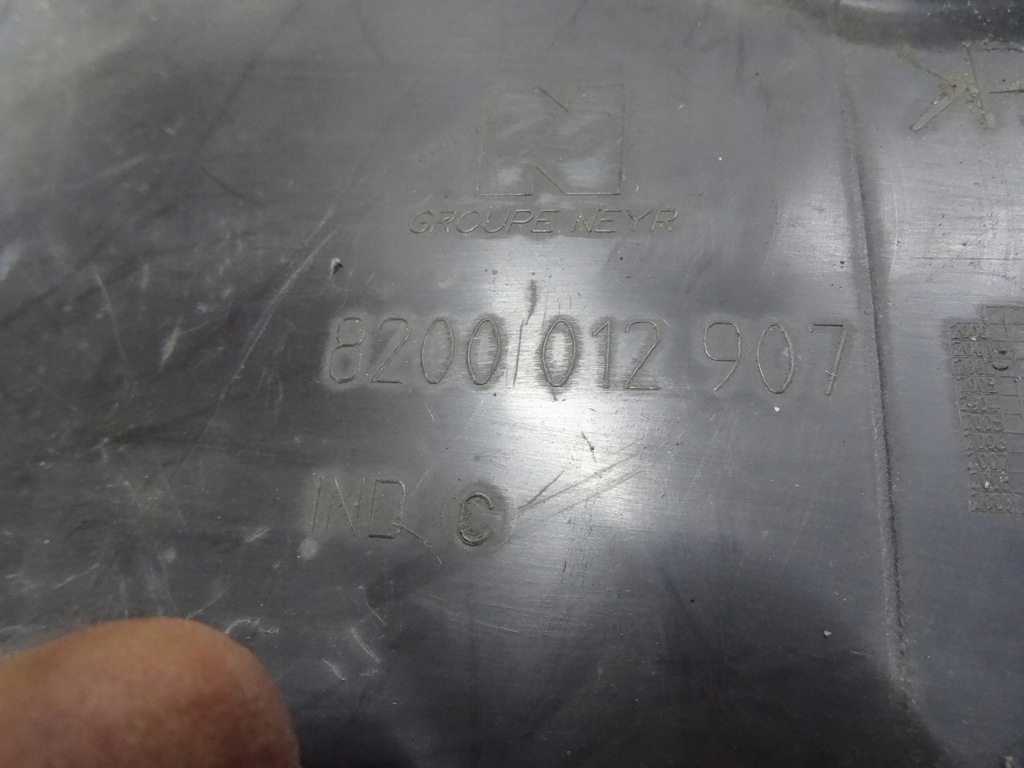 GROUPE NEYR
8200 012 907
IND C